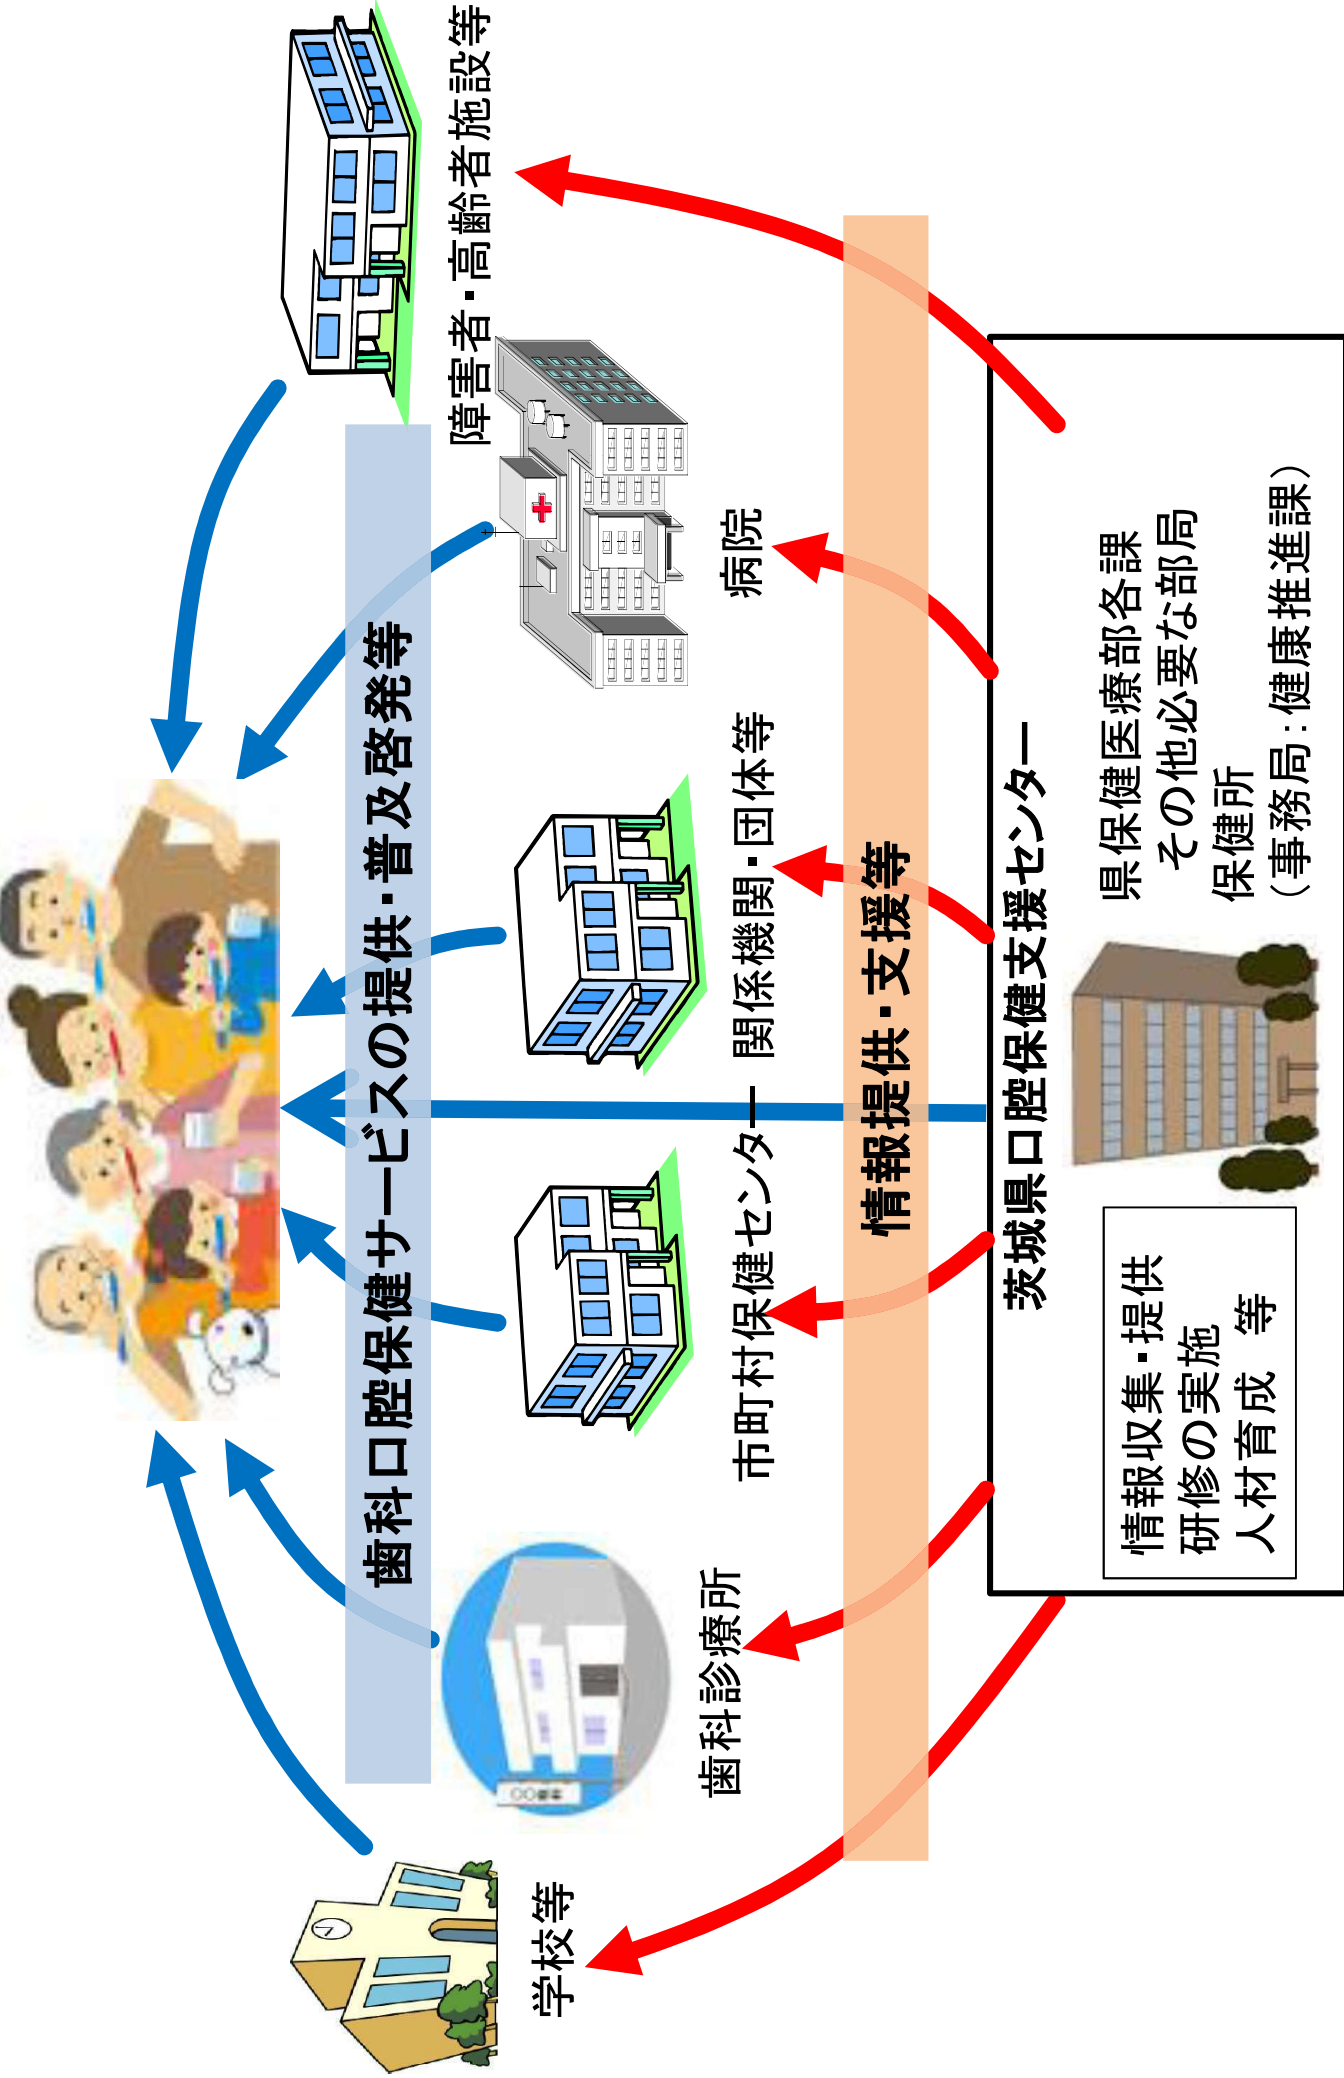 歯科口腔保健サービスの提供・普及啓発等
学校等
歯科診療所
市町村保健センター
関係機関・団体等
病院
障害者・高齢者施設等
情報提供・支援等
茨城県口腔保健支援センター
情報収集・提供
研修の実施
人材育成 等
県保健医療部各課
その他必要な部局
保健所
（事務局：健康推進課）